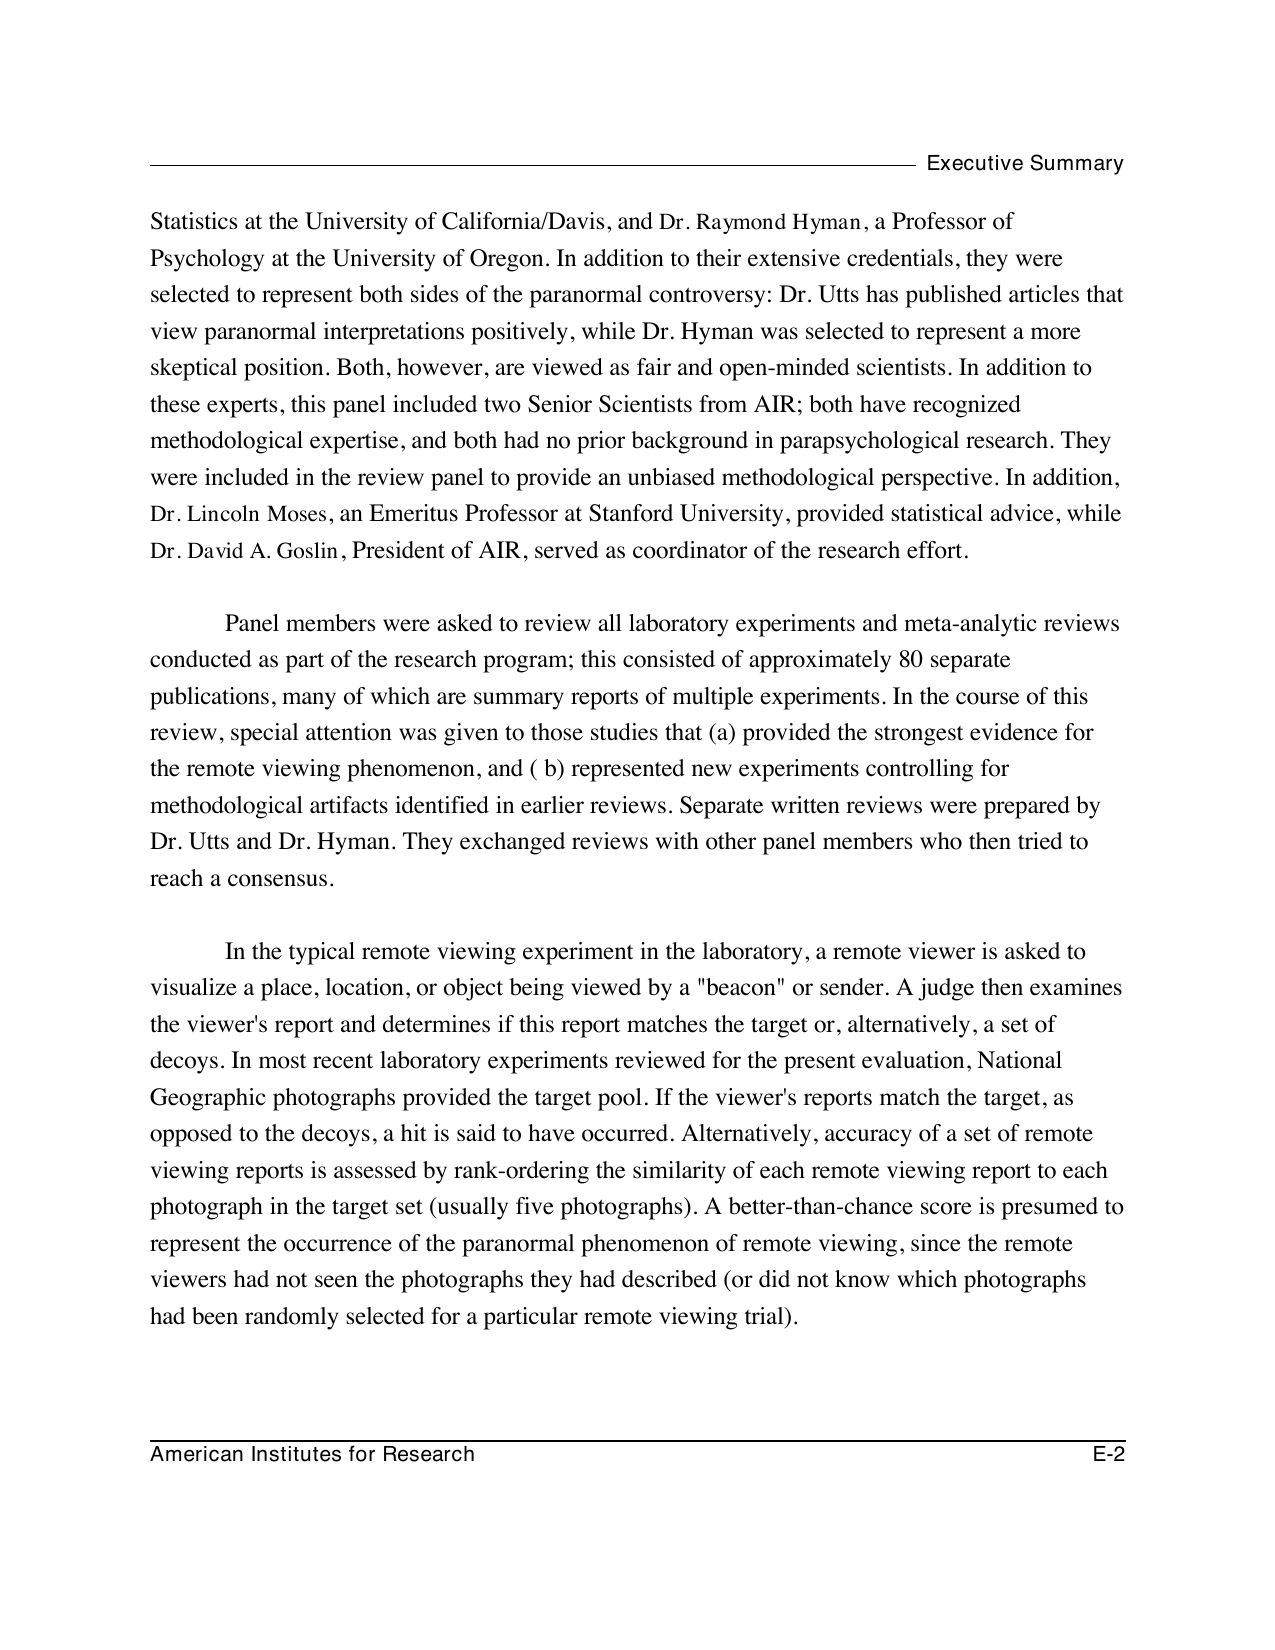 Executive Summary
Statistics at the University of California/Davis, and Dr. Raymond Hyman, a Professor of
Psychology at the University of Oregon. In addition to their extensive credentials, they were
selected to represent both sides of the paranormal controversy: Dr. Utts has published articles that
view paranormal interpretations positively, while Dr. Hyman was selected to represent a more
skeptical position. Both, however, are viewed as fair and open-minded scientists. In addition to
these experts, this panel included two Senior Scientists from AIR; both have recognized
methodological expertise, and both had no prior background in parapsychological research. They
were included in the review panel to provide an unbiased methodological perspective. In addition,
Dr. Lincoln Moses, an Emeritus Professor at Stanford University, provided statistical advice, while
Dr. David A. Goslin, President of AIR, served as coordinator of the research effort.
Panel members were asked to review all laboratory experiments and meta-analytic reviews
conducted as part of the research program; this consisted of approximately 80 separate
publications, many of which are summary reports of multiple experiments. In the course of this
review, special attention was given to those studies that (a) provided the strongest evidence for
the remote viewing phenomenon, and ( b) represented new experiments controlling for
methodological artifacts identified in earlier reviews. Separate written reviews were prepared by
Dr. Utts and Dr. Hyman. They exchanged reviews with other panel members who then tried to
reach a consensus.
In the typical remote viewing experiment in the laboratory, a remote viewer is asked to
visualize a place, location, or object being viewed by a "beacon" or sender. A judge then examines
the viewer's report and determines if this report matches the target or, alternatively, a set of
decoys. In most recent laboratory experiments reviewed for the present evaluation, National
Geographic photographs provided the target pool. If the viewer's reports match the target, as
opposed to the decoys, a hit is said to have occurred. Alternatively, accuracy of a set of remote
viewing reports is assessed by rank-ordering the similarity of each remote viewing report to each
photograph in the target set (usually five photographs). A better-than-chance score is presumed to
represent the occurrence of the paranormal phenomenon of remote viewing, since the remote
viewers had not seen the photographs they had described (or did not know which photographs
had been randomly selected for a particular remote viewing trial).
American Institutes for Research E-2